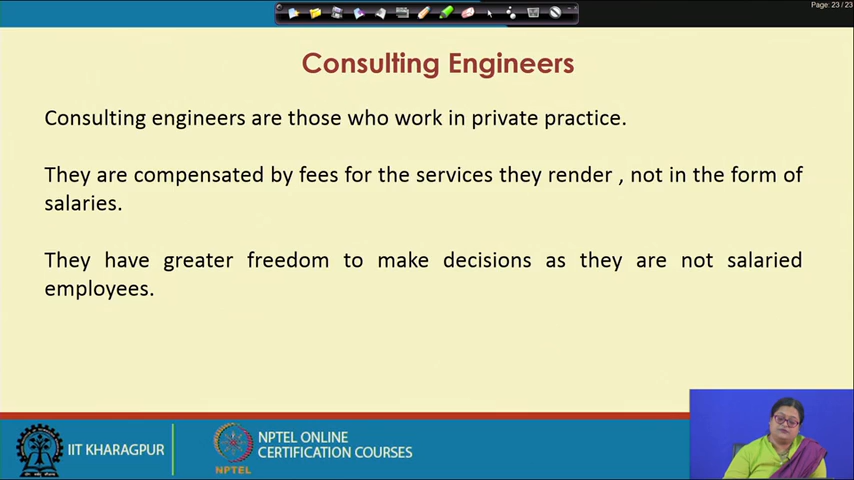 Page: 23 / 23
Consulting Engineers
Consulting engineers are those who work in private practice.
They are compensated by fees for the services they render , not in the form of
salaries.
They have greater freedom to make decisions as they are not salaried
employees.
IIT KHARAGPUR
NPTEL
NPTEL ONLINE
CERTIFICATION COURSES